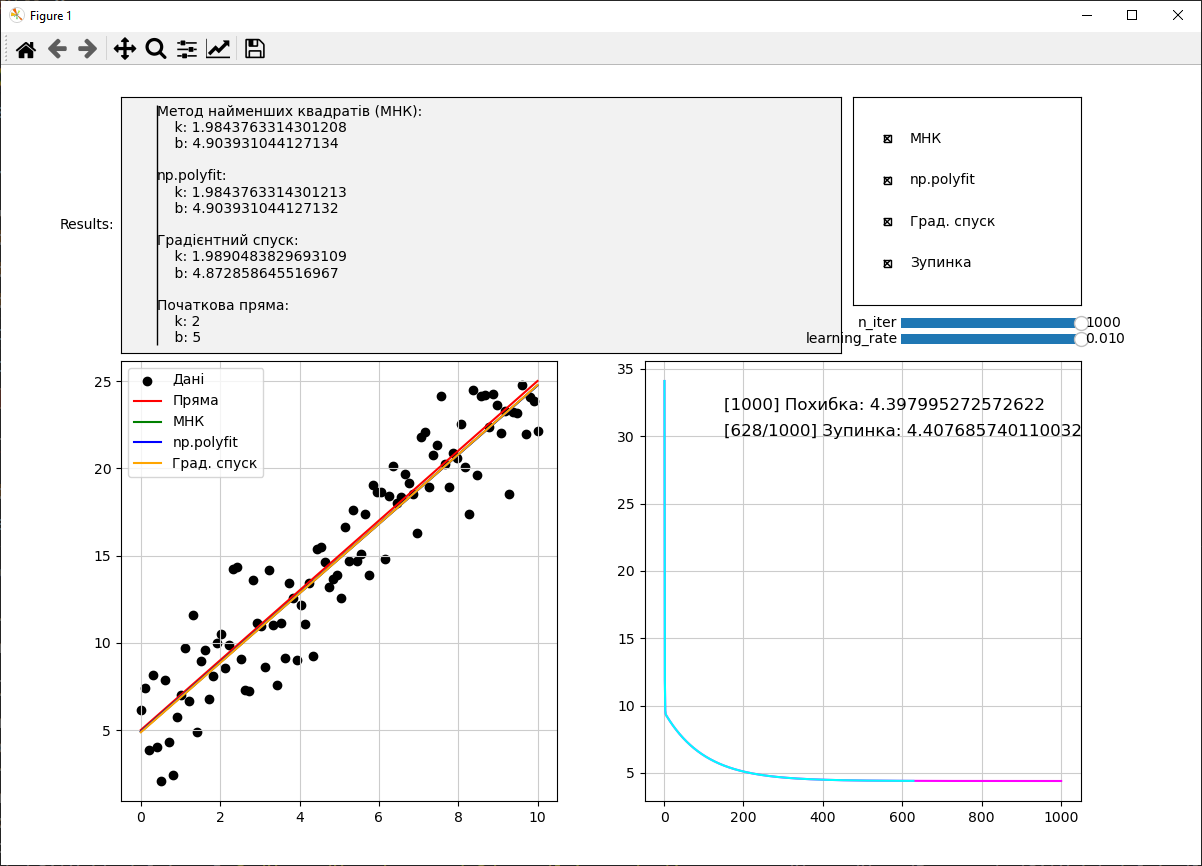 Figure 1
Results:
Метод найменших квадратів (МНК):
k: 1.9843763314301208
b: 4.903931044127134
np.polyfit:
k: 1.9843763314301213
b: 4.903931044127132
Градієнтний спуск:
k: 1.9890483829693109
b: 4.872858645516967
Початкова пряма:
k: 2
b: 5
МНК
np.polyfit
Град. спуск
Зупинка
n_iter 1000
learning_rate 0.010
Дані
Пряма
МНК
np.polyfit
Град. спуск
25
20
15
10
5
0 2 4 6 8 10
[1000] Похибка: 4.397995272572622
[628/1000] Зупинка: 4.407685740110032
35
30
25
20
15
10
5
0 200 400 600 800 1000